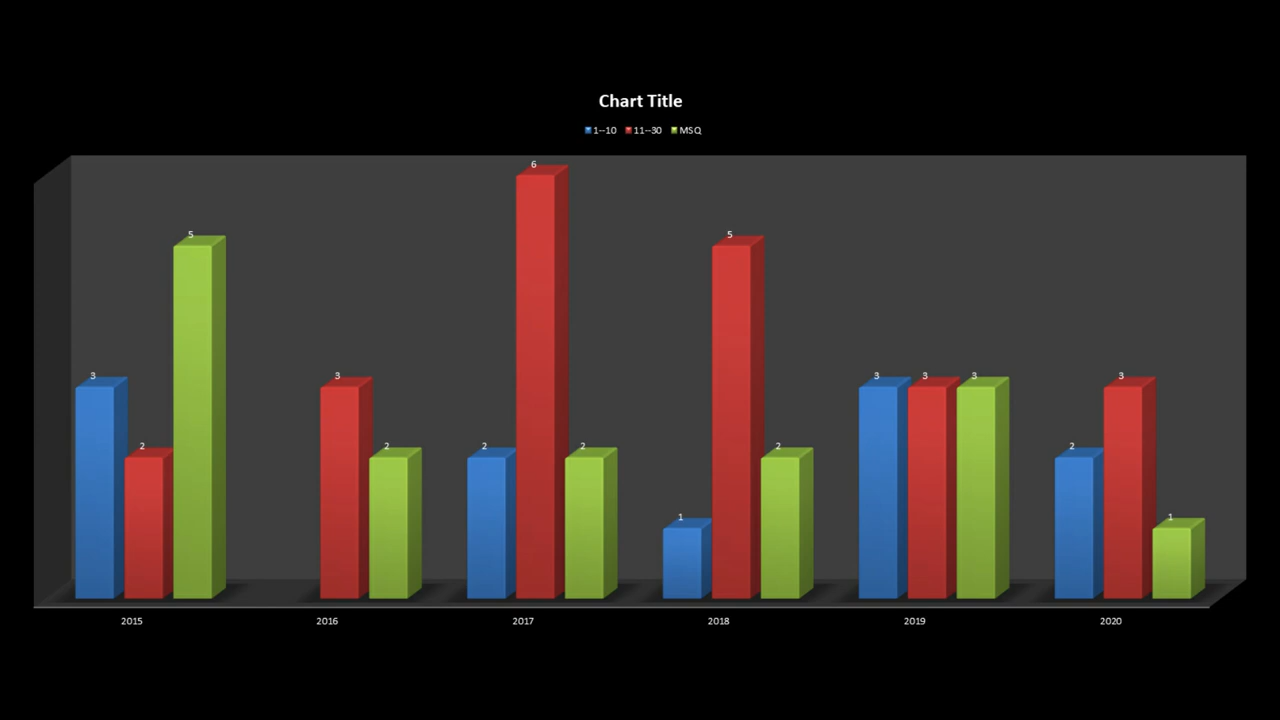 Chart Title
1--10 11--30 MSQ
6
5 5
3 3 3 3 3 3
2 2 2 2 2 2
1 1
2015 2016 2017 2018 2019 2020